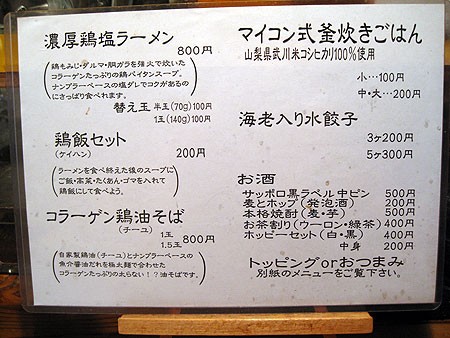 濃厚鶏塩ラーメン
800円
鶏もみじ・ダルマ・胴ガラを強火で炊いた
コラーゲンたっぷりの鶏パイタンスープ。
ナンプラーベースの塩ダレでコクがあるの
にさっぱり食べれます。
替え玉 半玉(70g)100円
1玉(140g)100円
鶏飯セット
(ケイハン)
200円
ラーメンを食べ終えた後のスープに
ご飯・高菜・たくあん・ゴマを入れて
鶏飯にして食べよう。
コラーゲン鶏油そば
(チーユ)
1玉
1.5玉
800円
自家製鶏油(チーユ)とナンプラーベースの
魚介醤油だれを極太麺で合わせた
コラーゲンたっぷりの太らない!?油そばです。
マイコン式釜炊きごはん
山梨県武川米コシヒカリ100%使用
小…100円
中・大…200円
海老入り水餃子
3ヶ200円
5ヶ300円
お酒
サッポロ黒ラベル中ビン 500円
麦とホップ(発泡酒) 200円
本格焼酎(麦・芋) 500円
お茶割り(ウーロン・緑茶) 400円
ホッピーセット(白・黒) 400円
中身 200円
トッピングorおつまみ
別紙のメニューをご覧下さい。